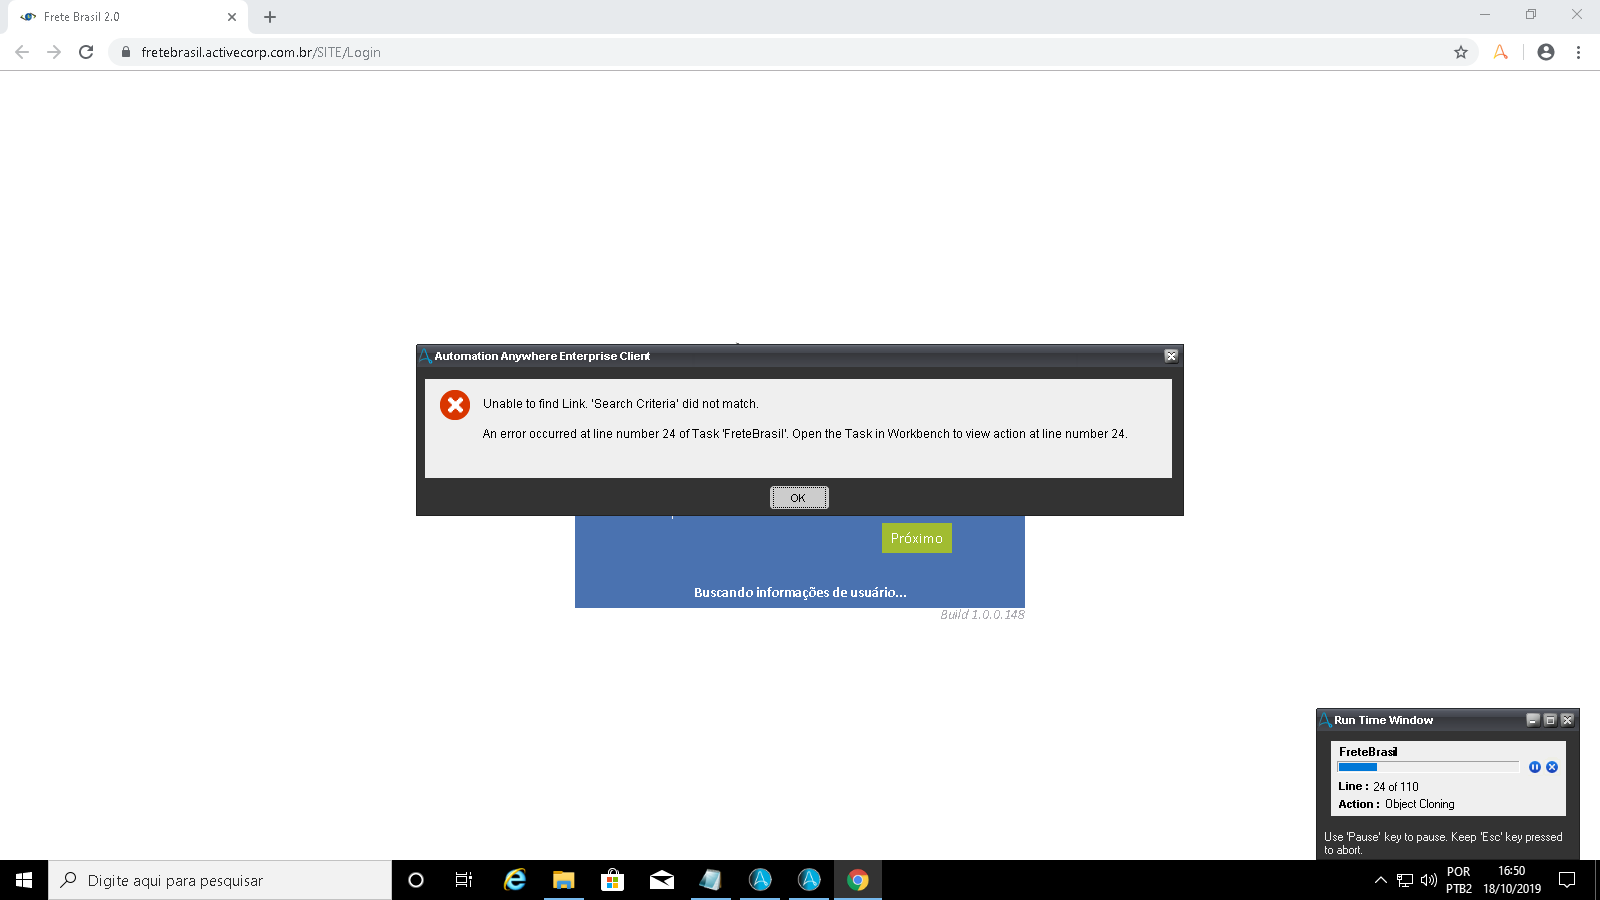 Frete Brasil 2.0
fretebrasil.activecorp.com.br/SITE/Login
Automation Anywhere Enterprise Client
Unable to find Link. 'Search Criteria' did not match.
An error occurred at line number 24 of Task 'FreteBrasil'. Open the Task in Workbench to view action at line number 24.
OK
Próximo
Buscando informações de usuário...
Build 1.0.0.148
Run Time Window
FreteBrasil
Line : 24 of 110
Action : Object Cloning
Use 'Pause' key to pause. Keep 'Esc' key pressed
to abort.
Digite aqui para pesquisar
POR
PTB2
16:50
18/10/2019